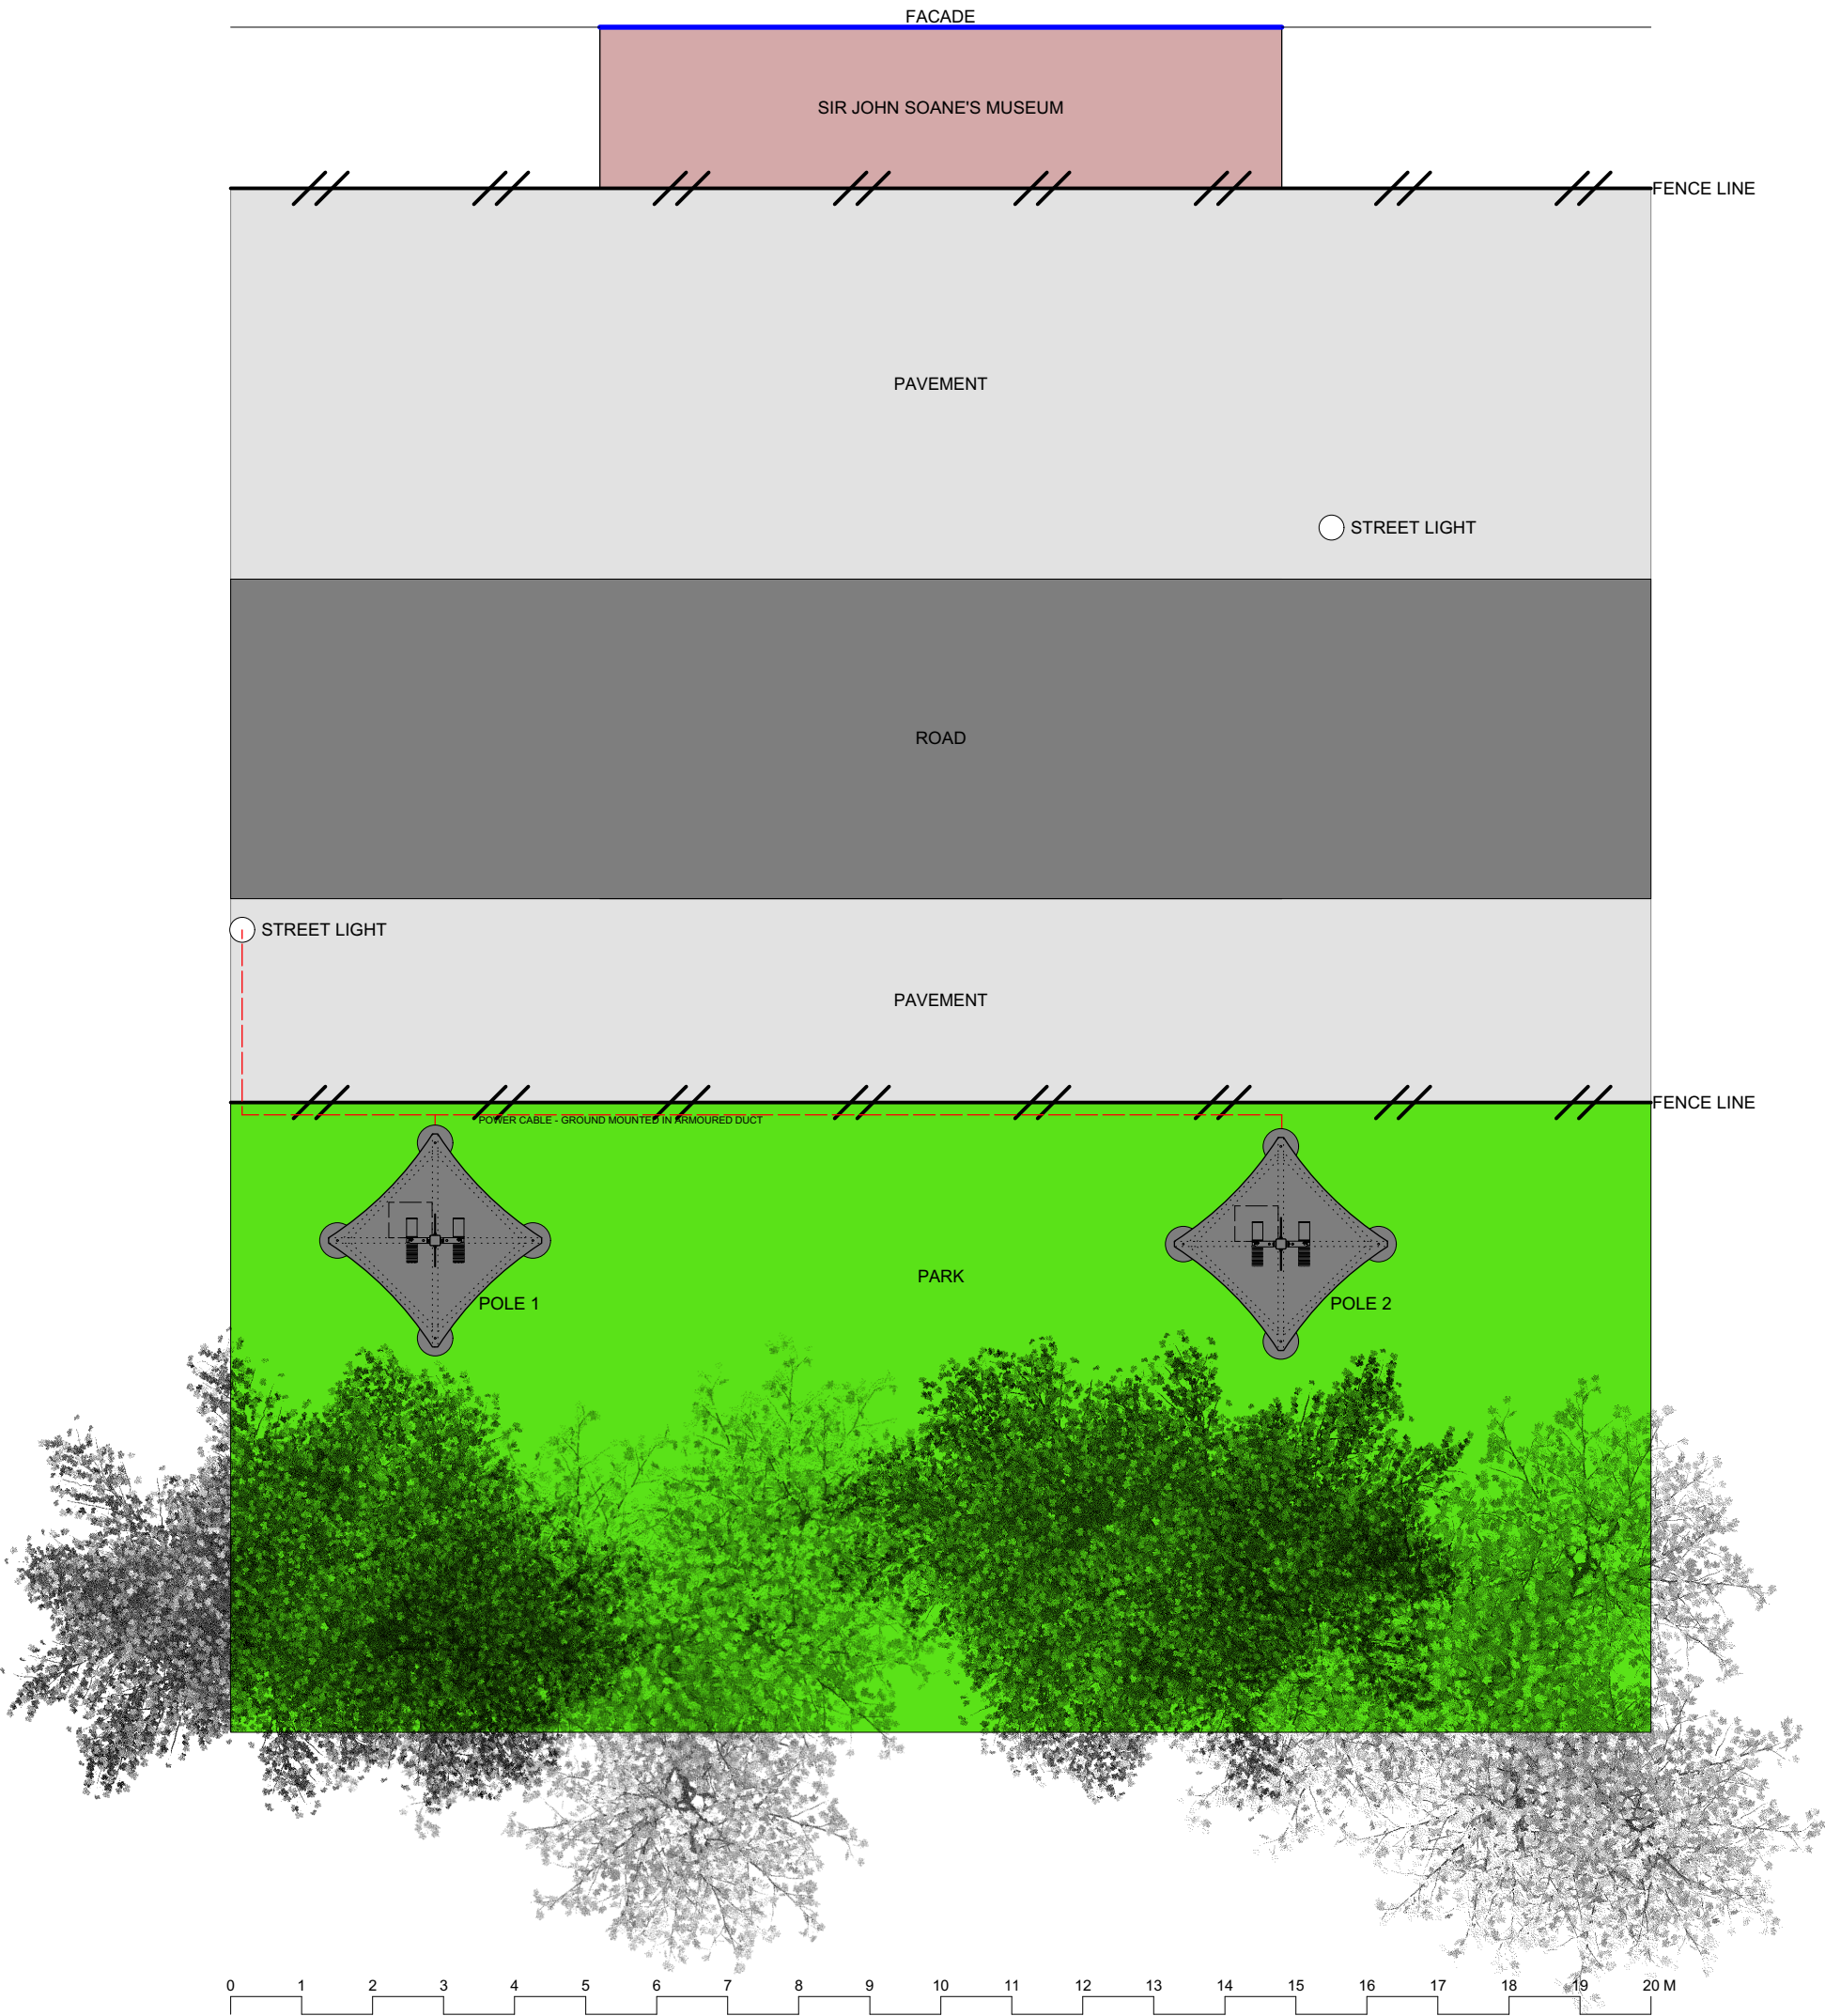 FACADE
SIR JOHN SOANE'S MUSEUM
FENCE LINE
PAVEMENT
STREET LIGHT
ROAD
STREET LIGHT
PAVEMENT
FENCE LINE
POWER CABLE - GROUND MOUNTED IN ARMOURED DUCT
PARK
POLE 1
POLE 2
0 1 2 3 4 5 6 7 8 9 10 11 12 13 14 15 16 17 18 19 20 M